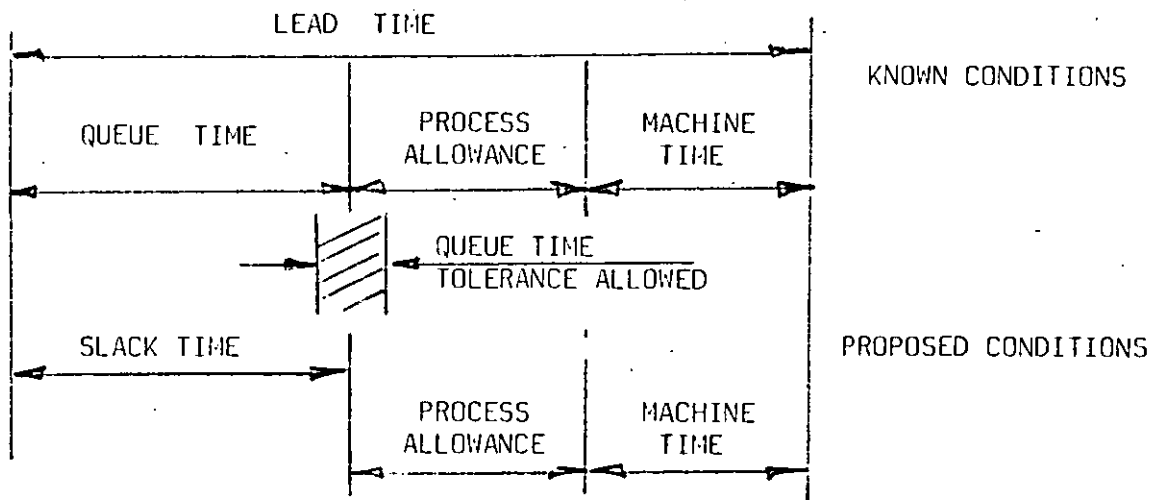 LEAD TIME
KNOWN CONDITIONS
QUEUE TIME
PROCESS
ALLOWANCE
MACHINE
TIME
QUEUE TIME
TOLERANCE ALLOWED
SLACK TIME
PROPOSED CONDITIONS
PROCESS
ALLOWANCE
MACHINE
TIME